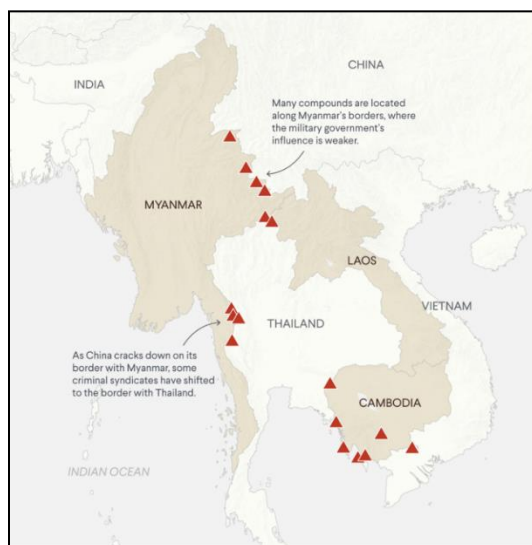 CHINA
INDIA
Many compounds are located
along Myanmar's borders, where
the military government's
influence is weaker.
MYANMAR
LAOS
VIETNAM
THAILAND
As China cracks down on its
border with Myanmar, some
criminal syndicates have shifted
to the border with Thailand.
CAMBODIA
INDIAN OCEAN